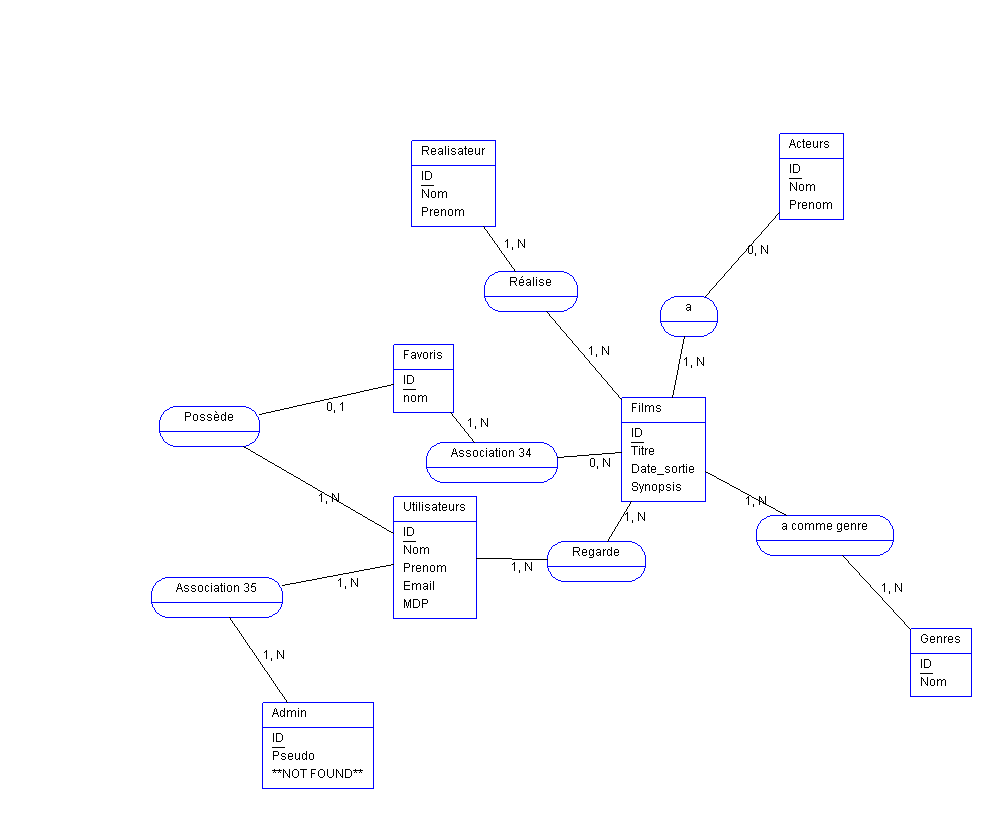 Realisateur
ID
Nom
Prenom
Acteurs
ID
Nom
Prenom
1, N
0, N
Réalise
a
1, N
1, N
Favoris
ID
nom
0, 1
Possède
1, N
Association 34
0, N
Films
ID
Titre
Date_sortie
Synopsis
1, N
1, N
Utilisateurs
ID
Nom
Prenom
Email
MDP
1, N
Regarde
1, N
a comme genre
1, N
Association 35
1, N
1, N
Genres
ID
Nom
Admin
ID
Pseudo
**NOT FOUND**